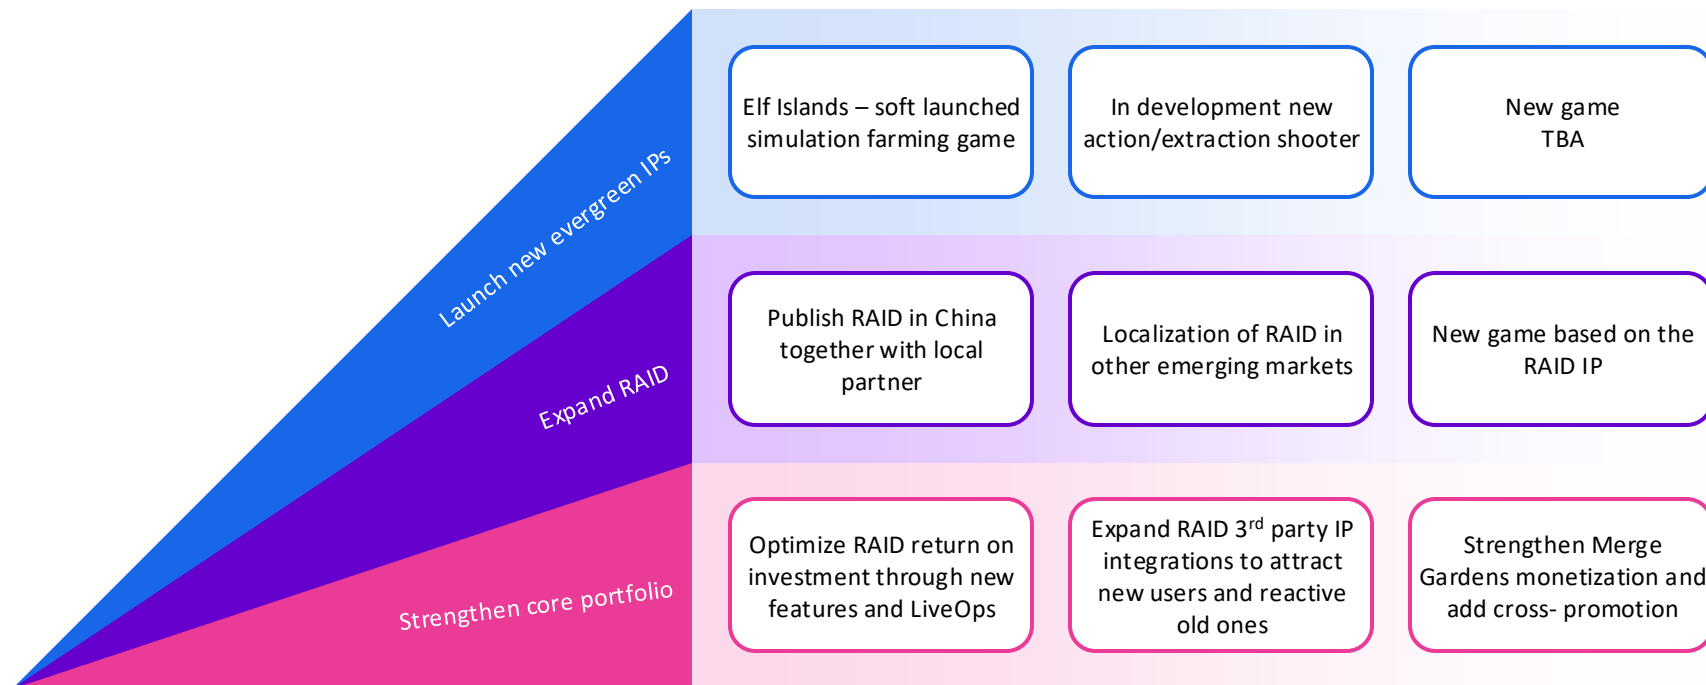 Launch new evergreen IPs
Elf Islands – soft launched
simulation farming game
In development new
action/extraction shooter
New game
TBA
Expand RAID
Publish RAID in China
together with local
partner
Localization of RAID in
other emerging markets
New game based on the
RAID IP
Strengthen core portfolio
Optimize RAID return on
investment through new
features and LiveOps
Expand RAID 3rd party IP
integrations to attract
new users and reactive
old ones
Strengthen Merge
Gardens monetization and
add cross- promotion